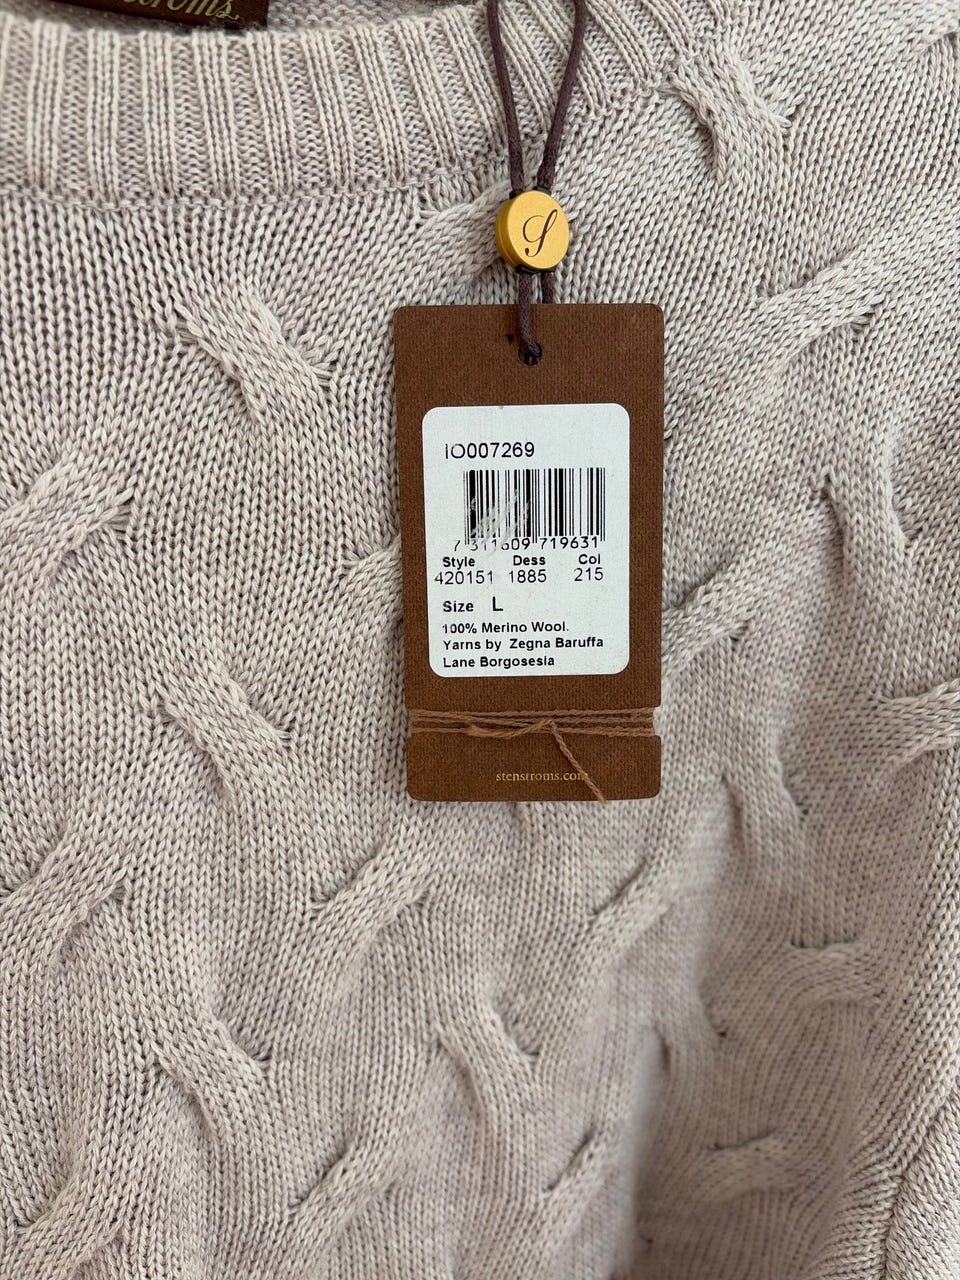 IO007269
7 311609 719631
Style Dess Col
420151 1885 215
Size L
100% Merino Wool.
Yarns by Zegna Baruffa
Lane Borgosesia
stenstroms.com